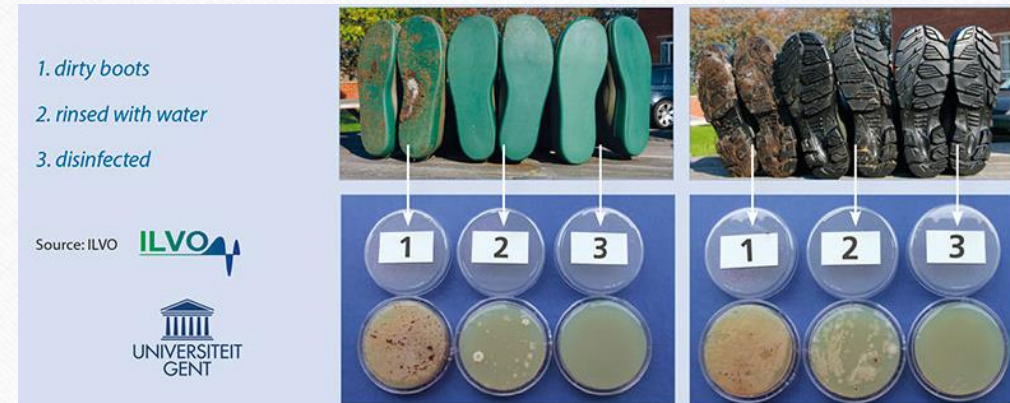 1. dirty boots
2. rinsed with water
3. disinfected
Source: ILVO
ILVO
UNIVERSITEIT
GENT
1
2
3
1
2
3